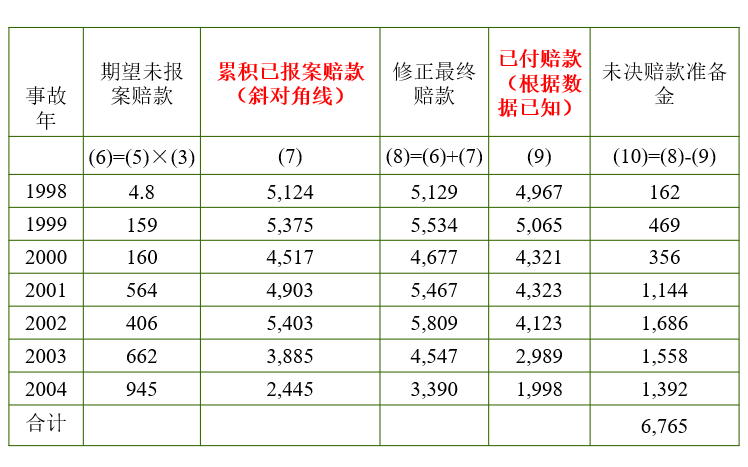 事故年 期望未报案赔款 累积已报案赔款（斜对角线） 修正最终赔款 已付赔款（根据数据已知） 未决赔款准备金
(6)=(5)×(3) (7) (8)=(6)+(7) (9) (10)=(8)-(9)
1998 4.8 5,124 5,129 4,967 162
1999 159 5,375 5,534 5,065 469
2000 160 4,517 4,677 4,321 356
2001 564 4,903 5,467 4,323 1,144
2002 406 5,403 5,809 4,123 1,686
2003 662 3,885 4,547 2,989 1,558
2004 945 2,445 3,390 1,998 1,392
合计 6,765